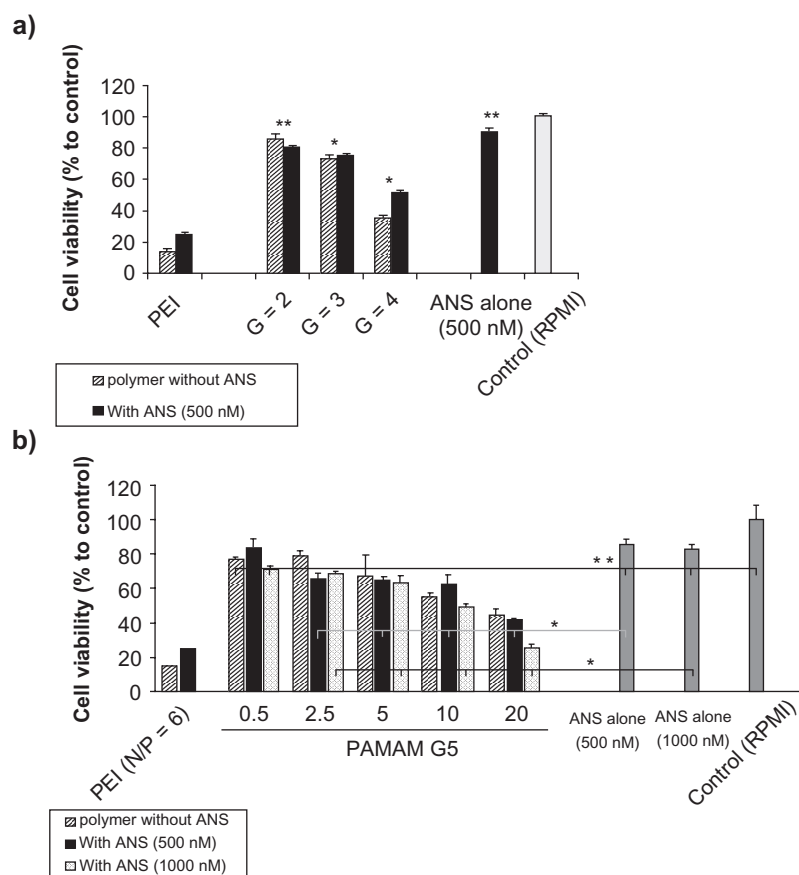 a)
Cell viability (% to control)
120
100
80
60
40
20
0
**
*
*
**
PEI
G = 2
G = 3
G = 4
ANS alone
(500 nM)
Control (RPMI)
polymer without ANS
With ANS (500 nM)
b)
Cell viability (% to control)
120
100
80
60
40
20
0
* *
*
*
PEI (N/P = 6)
0.5
2.5
5
10
20
PAMAM G5
ANS alone
(500 nM)
ANS alone
(1000 nM)
Control (RPMI)
polymer without ANS
With ANS (500 nM)
With ANS (1000 nM)